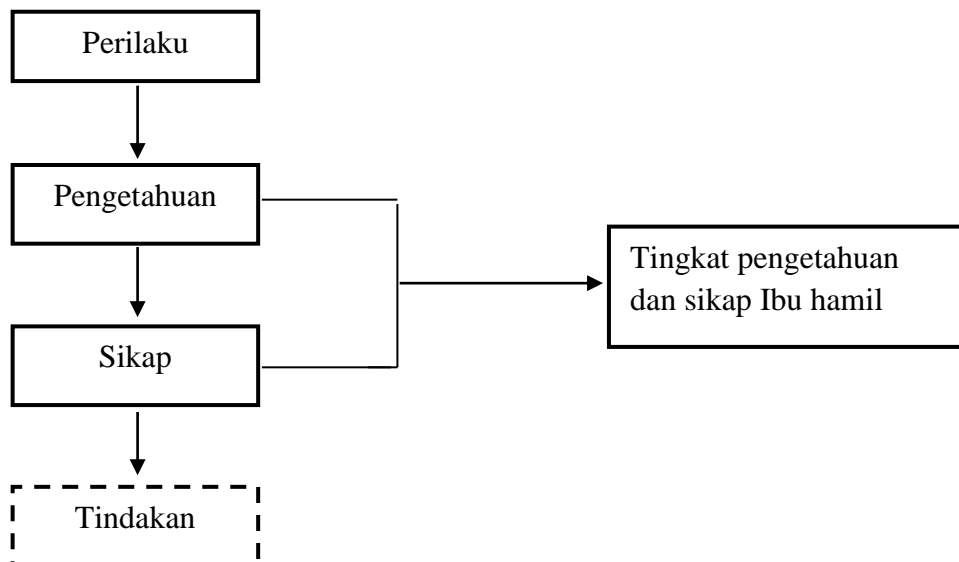 Perilaku
Pengetahuan
Tingkat pengetahuan
dan sikap Ibu hamil
Sikap
Tindakan